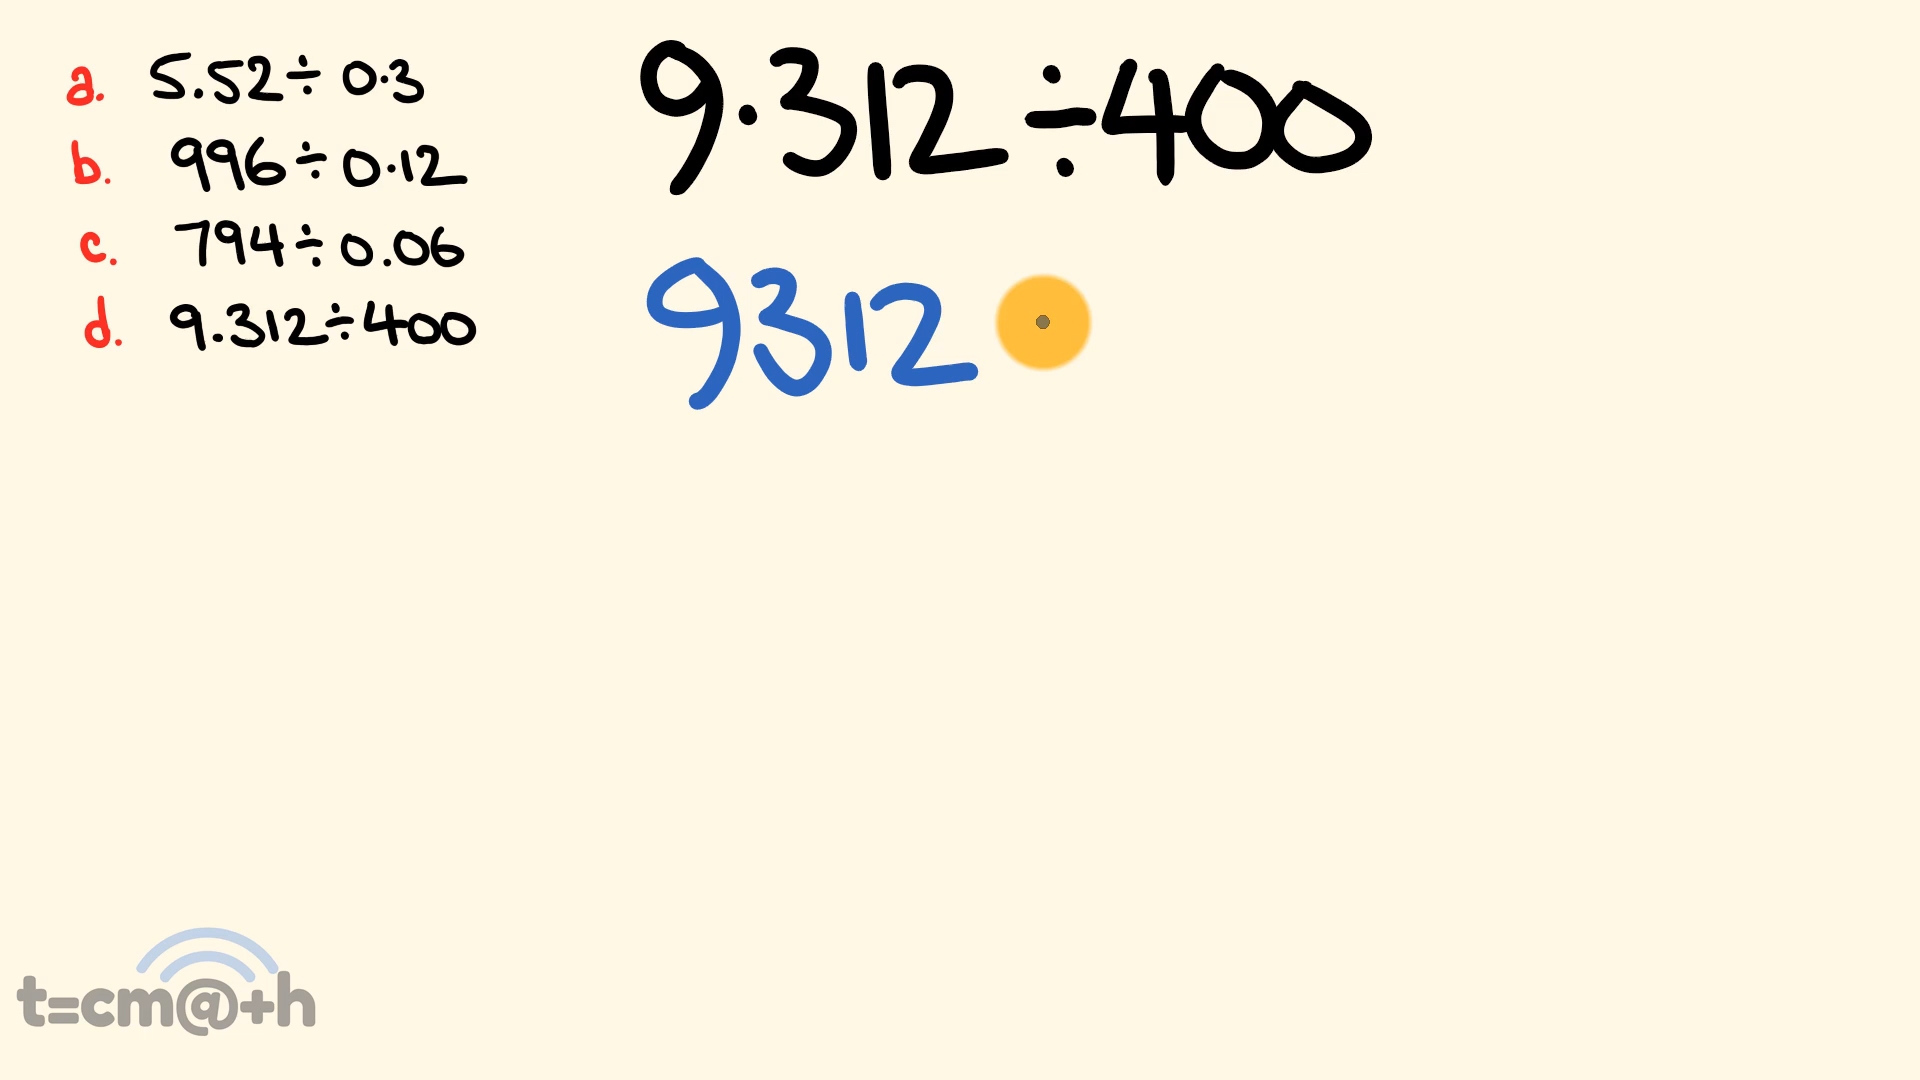 a. 5.52÷0.3
b. 996÷0.12
c. 794÷0.06
d. 9.312÷400
9.312÷400
9312
t=cm@+h